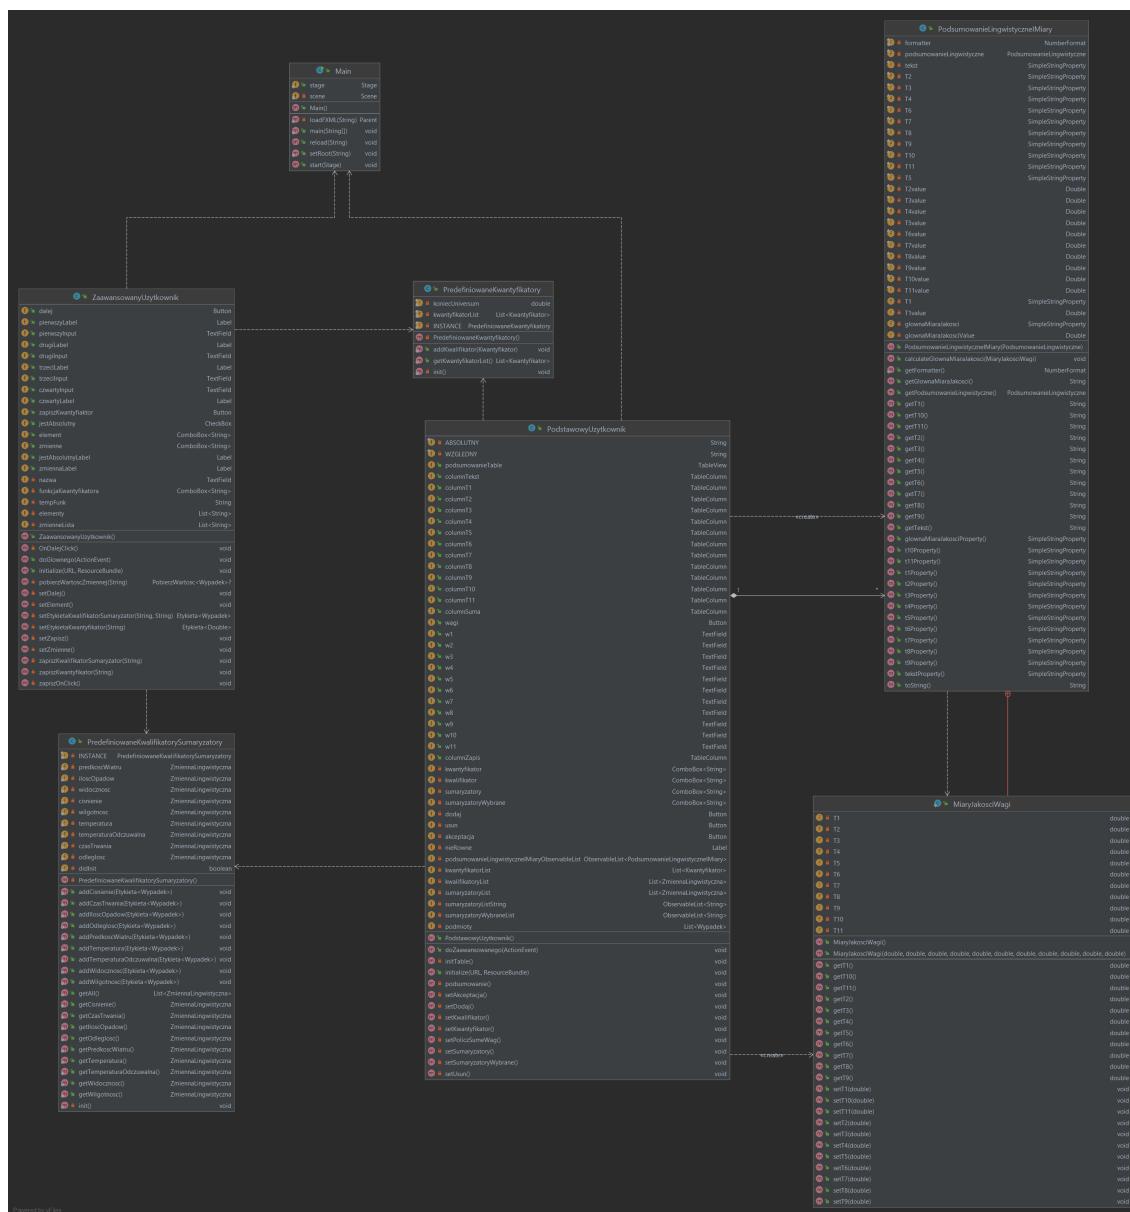 Main
stage Stage
scene Scene
Main()
loadFXML(String) Parent
main(String[]) void
reload(String) void
setRoot(String) void
start(Stage) void
ZaawansowanyUzytkownik
dalej Button
pierwszyLabel Label
pierwszyInput TextField
drugiLabel Label
drugiInput TextField
trzeciLabel Label
trzeciInput TextField
czwartyInput TextField
czwartyLabel Label
zapiszKwantyfiaktor Button
jestAbsolutny CheckBox
element ComboBox<String>
zmienne ComboBox<String>
jestAbsolutnyLabel Label
zmiennaLabel Label
nazwa TextField
funkcjaKwantyfikatora ComboBox<String>
tempFunk String
elementy List<String>
zmienneLista List<String>
ZaawansowanyUzytkownik()
OnDalejClick() void
doGlownego(ActionEvent) void
initialize(URL, ResourceBundle) void
pobierzWartoscZmiennej(String) PobierzWartosc<Wypadek>?
setDalej() void
setElement() void
setEtykietaKwalifikatorSumaryzator(String, String) Etykieta<Wypadek>
setEtykietaKwantyfikator(String) Etykieta<Double>
setZapisz() void
setZmienne() void
zapiszKwalifikatorSumaryzator(String) void
zapiszKwantyfikator(String) void
zapiszOnClick() void
PredefiniowaneKwantyfikatory
koniecUniversum double
kwantyfikatorList List<Kwantyfikator>
INSTANCE PredefiniowaneKwantyfikatory
PredefiniowaneKwantyfikatory()
addKwalifikator(Kwantyfikator) void
getKwantyfikatorList() List<Kwantyfikator>
init() void
PredefiniowaneKwalifikatorySumaryzatory
INSTANCE PredefiniowaneKwalifikatorySumaryzatory
predkoscWiatru ZmiennaLingwistyczna
iloscOpadow ZmiennaLingwistyczna
widocznosc ZmiennaLingwistyczna
cisnienie ZmiennaLingwistyczna
wilgotnosc ZmiennaLingwistyczna
temperatura ZmiennaLingwistyczna
temperaturaOdczuwalna ZmiennaLingwistyczna
czasTrwania ZmiennaLingwistyczna
odleglosc ZmiennaLingwistyczna
didInit boolean
PredefiniowaneKwalifikatorySumaryzatory()
addCisnienie(Etykieta<Wypadek>) void
addCzasTrwania(Etykieta<Wypadek>) void
addIloscOpadow(Etykieta<Wypadek>) void
addOdleglosc(Etykieta<Wypadek>) void
addPredkoscWiatru(Etykieta<Wypadek>) void
addTemperatura(Etykieta<Wypadek>) void
addTemperaturaOdczuwalna(Etykieta<Wypadek>) void
addWidocznosc(Etykieta<Wypadek>) void
addWilgotnosc(Etykieta<Wypadek>) void
getAll() List<ZmiennaLingwistyczna>
getCisnienie() ZmiennaLingwistyczna
getCzasTrwania() ZmiennaLingwistyczna
getIloscOpadow() ZmiennaLingwistyczna
getOdleglosc() ZmiennaLingwistyczna
getPredkoscWiatru() ZmiennaLingwistyczna
getTemperatura() ZmiennaLingwistyczna
getTemperaturaOdczuwalna() ZmiennaLingwistyczna
getWidocznosc() ZmiennaLingwistyczna
getWilgotnosc() ZmiennaLingwistyczna
init() void
PodstawowyUzytkownik
ABSOLUTNY String
WZGLEDNY String
podsumowanieTable TableView
columnTekst TableColumn
columnT1 TableColumn
columnT2 TableColumn
columnT3 TableColumn
columnT4 TableColumn
columnT5 TableColumn
columnT6 TableColumn
columnT7 TableColumn
columnT8 TableColumn
columnT9 TableColumn
columnT10 TableColumn
columnT11 TableColumn
columnSuma TableColumn
wagi Button
w1 TextField
w2 TextField
w3 TextField
w4 TextField
w5 TextField
w6 TextField
w7 TextField
w8 TextField
w9 TextField
w10 TextField
w11 TextField
columnZapis TableColumn
kwantyfikator ComboBox<String>
kwalifikator ComboBox<String>
sumaryzatory ComboBox<String>
sumaryzatoryWybrane ComboBox<String>
dodaj Button
usun Button
akceptacja Button
nieRowne Label
podsumowanieLingwistyczneIMiaryObservableList ObservableList<PodsumowanieLingwistyczneIMiary>
kwantyfikatorList List<Kwantyfikator>
kwalifikatoryList List<ZmiennaLingwistyczna>
sumaryzatoryList List<ZmiennaLingwistyczna>
sumaryzatoryListString ObservableList<String>
sumaryzatoryWybraneList ObservableList<String>
podmioty List<Wypadek>
PodstawowyUzytkownik()
doZaawansowanego(ActionEvent) void
initTable() void
initialize(URL, ResourceBundle) void
podsumowanie() void
setAkceptacja() void
setDodaj() void
setKwalifikator() void
setKwantyfikator() void
setPoliczSumeWag() void
setSumaryzatory() void
setSumaryzatoryWybrane() void
setUsun() void
«create»
1
*
«create»
PodsumowanieLingwistyczneIMiary
formatter NumberFormat
podsumowanieLingwistyczne PodsumowanieLingwistyczne
tekst SimpleStringProperty
T2 SimpleStringProperty
T3 SimpleStringProperty
T4 SimpleStringProperty
T6 SimpleStringProperty
T7 SimpleStringProperty
T8 SimpleStringProperty
T9 SimpleStringProperty
T10 SimpleStringProperty
T11 SimpleStringProperty
T5 SimpleStringProperty
T2value Double
T3value Double
T4value Double
T5value Double
T6value Double
T7value Double
T8value Double
T9value Double
T10value Double
T11value Double
T1 SimpleStringProperty
T1value Double
glownaMiaraJakosci SimpleStringProperty
glownaMiaraJakosciValue Double
PodsumowanieLingwistyczneIMiary(PodsumowanieLingwistyczne)
calculateGlownaMiaraJakosci(MiaryJakosciWagi) void
getFormatter() NumberFormat
getGlownaMiaraJakosci() String
getPodsumowanieLingwistyczne() PodsumowanieLingwistyczne
getT1() String
getT10() String
getT11() String
getT2() String
getT3() String
getT4() String
getT5() String
getT6() String
getT7() String
getT8() String
getT9() String
getTekst() String
glownaMiaraJakosciProperty() SimpleStringProperty
t10Property() SimpleStringProperty
t11Property() SimpleStringProperty
t1Property() SimpleStringProperty
t2Property() SimpleStringProperty
t3Property() SimpleStringProperty
t4Property() SimpleStringProperty
t5Property() SimpleStringProperty
t6Property() SimpleStringProperty
t7Property() SimpleStringProperty
t8Property() SimpleStringProperty
t9Property() SimpleStringProperty
tekstProperty() SimpleStringProperty
toString() String
MiaryJakosciWagi
T1 double
T2 double
T3 double
T4 double
T5 double
T6 double
T7 double
T8 double
T9 double
T10 double
T11 double
MiaryJakosciWagi()
MiaryJakosciWagi(double, double, double, double, double, double, double, double, double, double, double)
getT1() double
getT10() double
getT11() double
getT2() double
getT3() double
getT4() double
getT5() double
getT6() double
getT7() double
getT8() double
getT9() double
setT1(double) void
setT10(double) void
setT11(double) void
setT2(double) void
setT3(double) void
setT4(double) void
setT5(double) void
setT6(double) void
setT7(double) void
setT8(double) void
setT9(double) void
Powered by yFiles